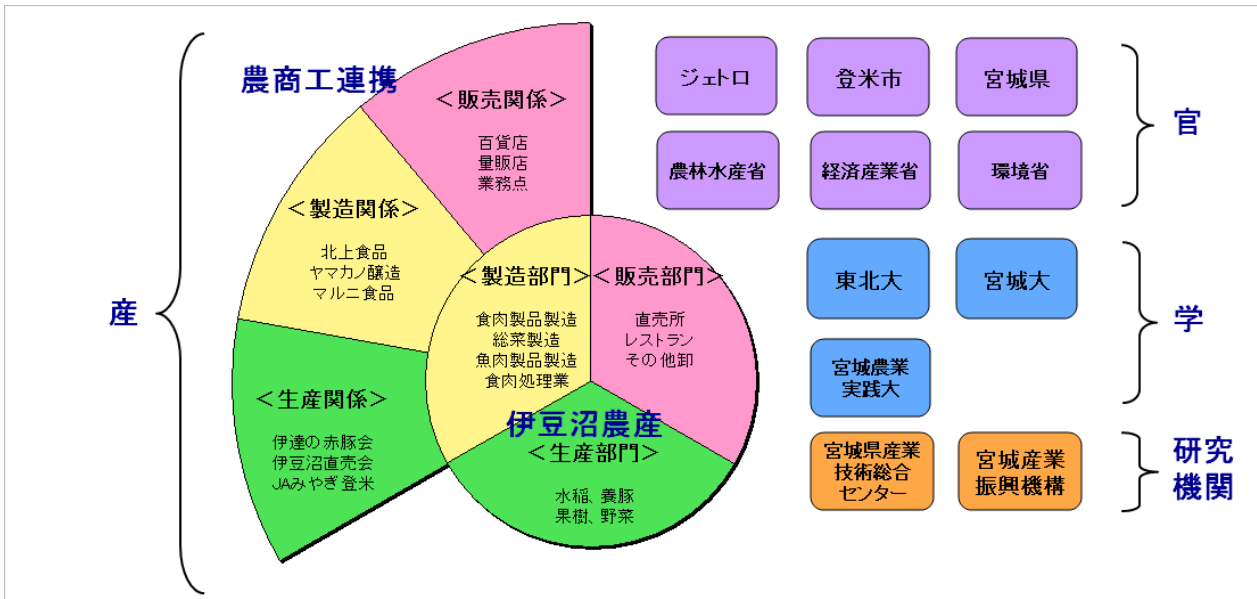 産
農商工連携
＜販売関係＞
百貨店
量販店
業務点
＜製造関係＞
北上食品
ヤマカノ醸造
マルニ食品
＜生産関係＞
伊達の赤豚会
伊豆沼直売会
JAみやぎ登米
＜製造部門＞
食肉製品製造
総菜製造
魚肉製品製造
食肉処理業
＜販売部門＞
直売所
レストラン
その他卸
伊豆沼農産
＜生産部門＞
水稲、養豚
果樹、野菜
ジェトロ
登米市
宮城県
農林水産省
経済産業省
環境省
官
東北大
宮城大
宮城農業
実践大
学
宮城県産業
技術総合
センター
宮城産業
振興機構
研究
機関